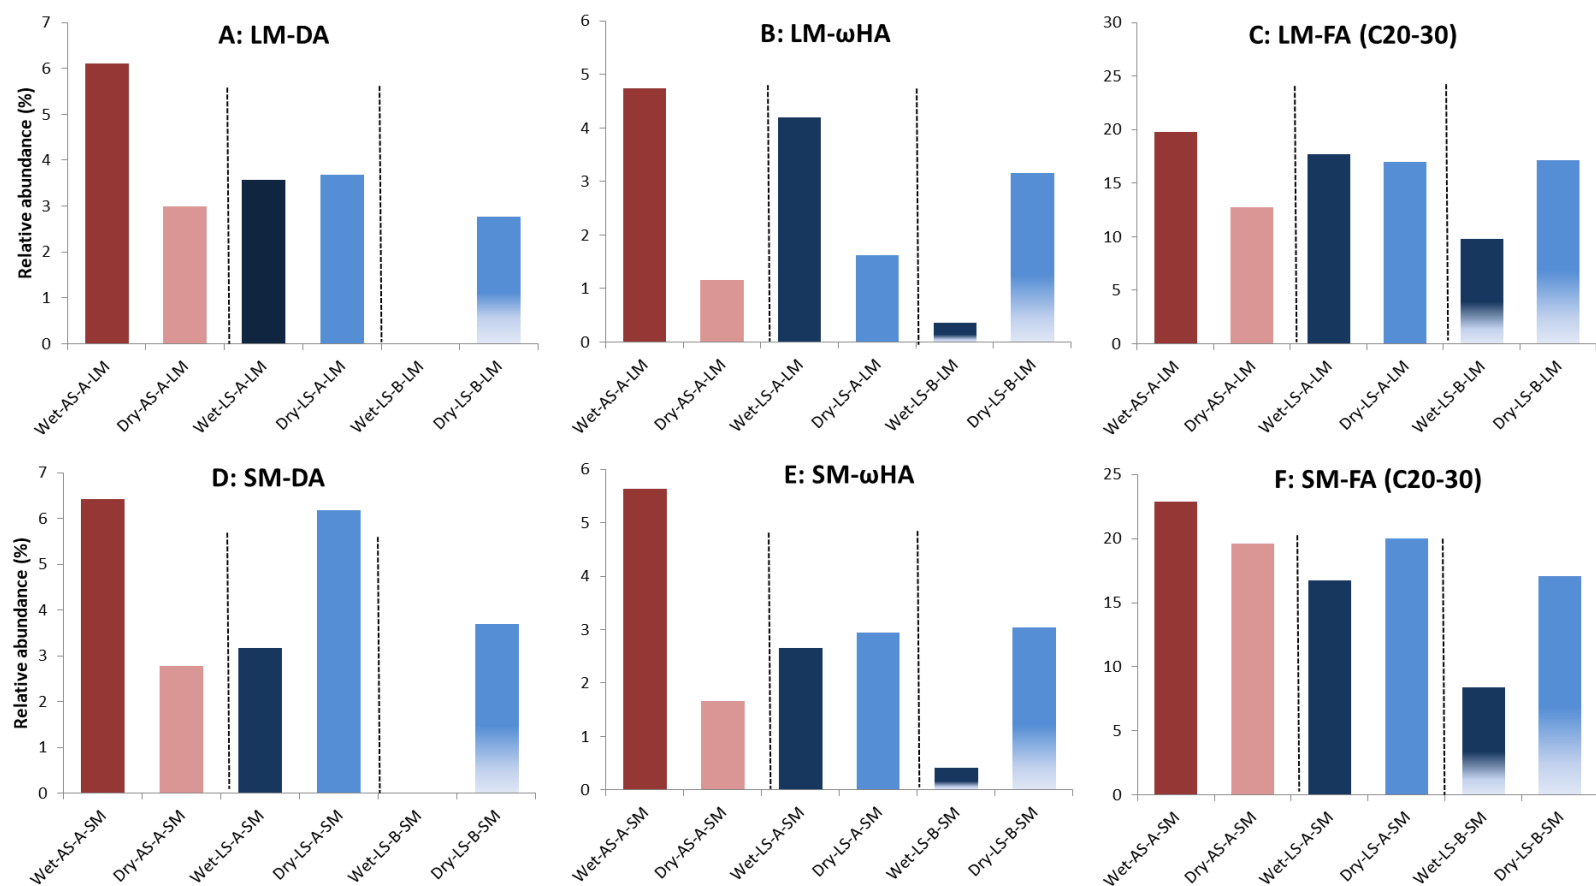 A: LM-DA
Relative abundance (%)
7
6
5
4
3
2
1
0
Wet-AS-A-LM
Dry-AS-A-LM
Wet-LS-A-LM
Dry-LS-A-LM
Wet-LS-B-LM
Dry-LS-B-LM
B: LM-ωHA
6
5
4
3
2
1
0
Wet-AS-A-LM
Dry-AS-A-LM
Wet-LS-A-LM
Dry-LS-A-LM
Wet-LS-B-LM
Dry-LS-B-LM
C: LM-FA (C20-30)
30
25
20
15
10
5
0
Wet-AS-A-LM
Dry-AS-A-LM
Wet-LS-A-LM
Dry-LS-A-LM
Wet-LS-B-LM
Dry-LS-B-LM
D: SM-DA
Relative abundance (%)
7
6
5
4
3
2
1
0
Wet-AS-A-SM
Dry-AS-A-SM
Wet-LS-A-SM
Dry-LS-A-SM
Wet-LS-B-SM
Dry-LS-B-SM
E: SM-ωHA
6
5
4
3
2
1
0
Wet-AS-A-SM
Dry-AS-A-SM
Wet-LS-A-SM
Dry-LS-A-SM
Wet-LS-B-SM
Dry-LS-B-SM
F: SM-FA (C20-30)
25
20
15
10
5
0
Wet-AS-A-SM
Dry-AS-A-SM
Wet-LS-A-SM
Dry-LS-A-SM
Wet-LS-B-SM
Dry-LS-B-SM